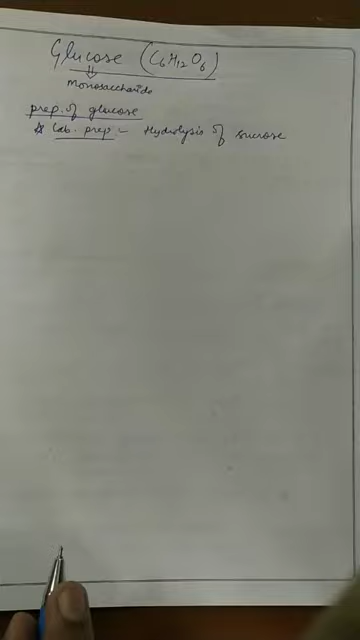 Glucose (C₆H₁₂O₆)
⇓
Monosaccharide
prep. of glucose
☆ Lab. prep - Hydrolysis of sucrose